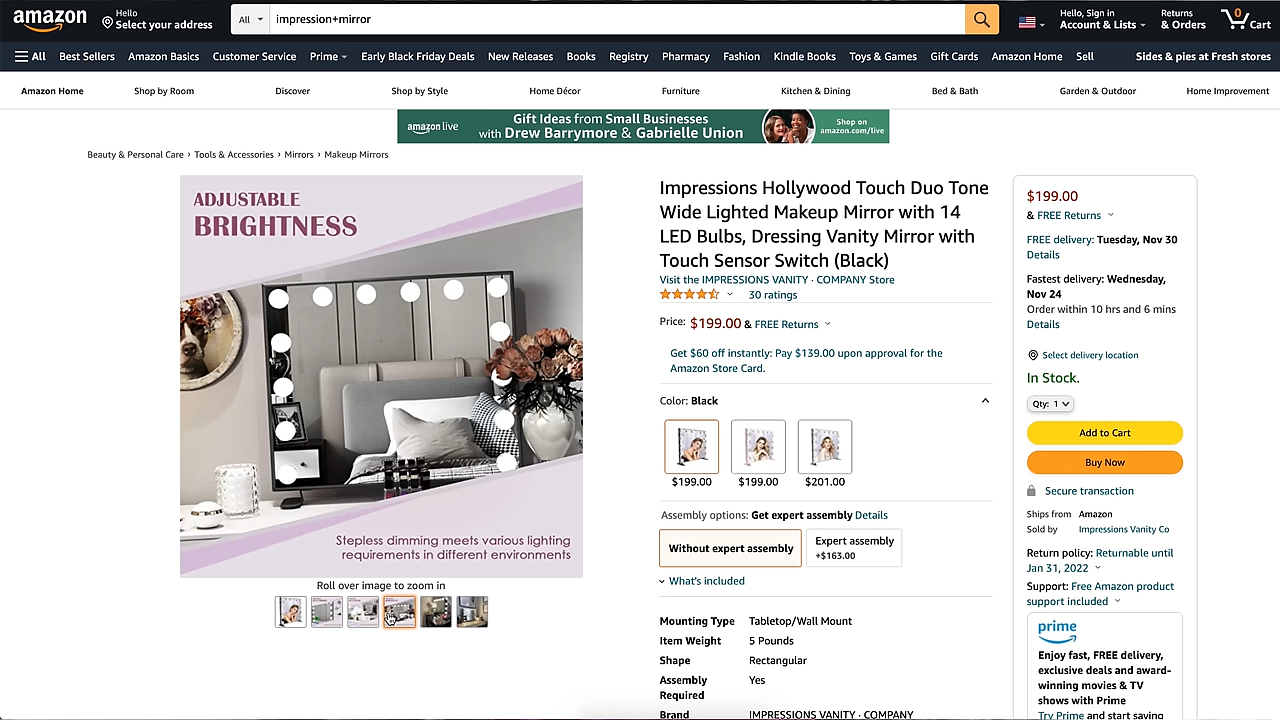 amazon
Hello
Select your address
All
impression+mirror
Hello, Sign in
Account & Lists
Returns
& Orders
0
Cart
All
Best Sellers
Amazon Basics
Customer Service
Prime
Early Black Friday Deals
New Releases
Books
Registry
Pharmacy
Fashion
Kindle Books
Toys & Games
Gift Cards
Amazon Home
Sell
Sides & pies at Fresh stores
Amazon Home
Shop by Room
Discover
Shop by Style
Home Décor
Furniture
Kitchen & Dining
Bed & Bath
Garden & Outdoor
Home Improvement
amazon live
Gift Ideas from Small Businesses
with Drew Barrymore & Gabrielle Union
Shop on
amazon.com/live
Beauty & Personal Care › Tools & Accessories › Mirrors › Makeup Mirrors
ADJUSTABLE
BRIGHTNESS
Stepless dimming meets various lighting
requirements in different environments
Roll over image to zoom in
Impressions Hollywood Touch Duo Tone
Wide Lighted Makeup Mirror with 14
LED Bulbs, Dressing Vanity Mirror with
Touch Sensor Switch (Black)
Visit the IMPRESSIONS VANITY · COMPANY Store
30 ratings
Price: $199.00 & FREE Returns
Get $60 off instantly: Pay $139.00 upon approval for the
Amazon Store Card.
Color: Black
$199.00
$199.00
$201.00
Assembly options: Get expert assembly Details
Without expert assembly
Expert assembly
+$163.00
What's included
Mounting Type Tabletop/Wall Mount
Item Weight 5 Pounds
Shape Rectangular
Assembly Yes
Required
Brand IMPRESSIONS VANITY · COMPANY
$199.00
& FREE Returns
FREE delivery: Tuesday, Nov 30
Details
Fastest delivery: Wednesday,
Nov 24
Order within 10 hrs and 6 mins
Details
Select delivery location
In Stock.
Qty: 1
Add to Cart
Buy Now
Secure transaction
Ships from Amazon
Sold by Impressions Vanity Co
Return policy: Returnable until
Jan 31, 2022
Support: Free Amazon product
support included
prime
Enjoy fast, FREE delivery,
exclusive deals and award-
winning movies & TV
shows with Prime
Try Prime and start saving